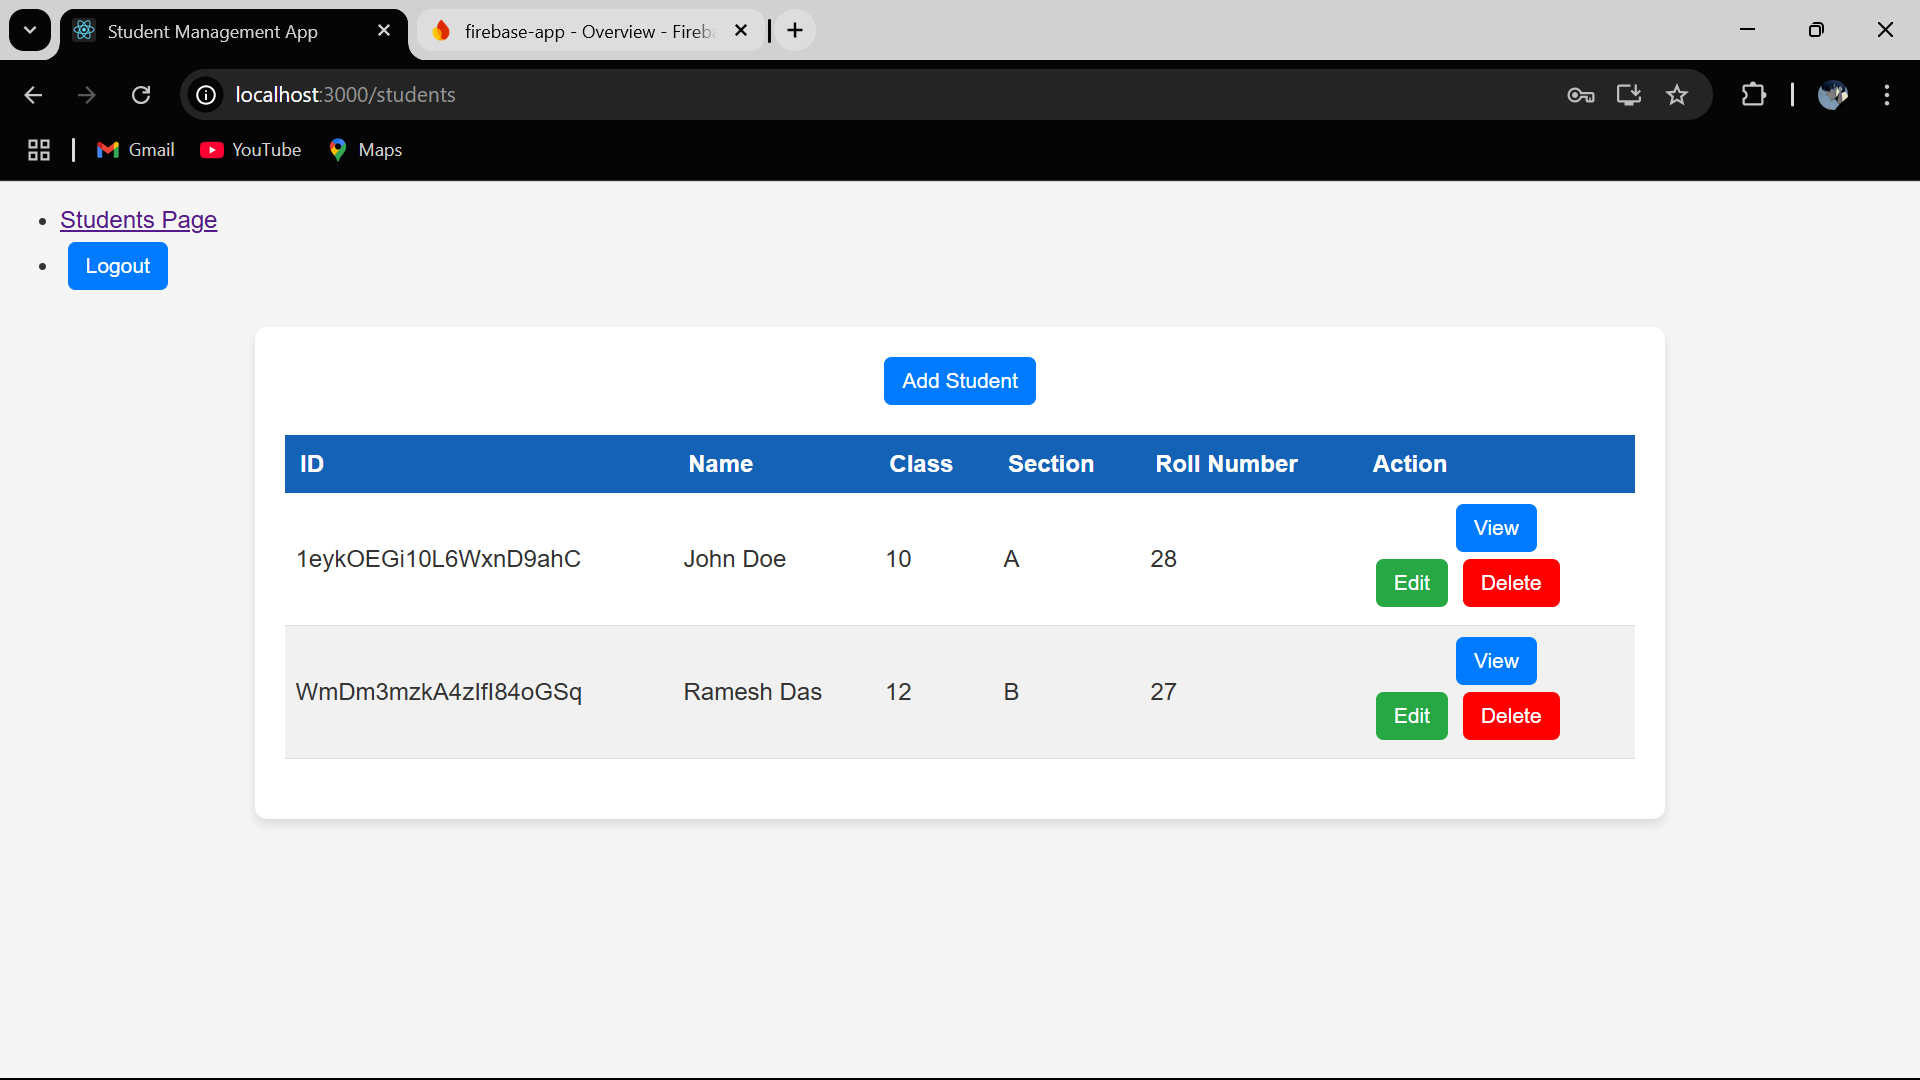 Student Management App
firebase-app - Overview - Fireb
localhost:3000/students
Gmail YouTube Maps
Students Page
Logout
Add Student
ID Name Class Section Roll Number Action
1eykOEGi10L6WxnD9ahC John Doe 10 A 28 View
Edit Delete
WmDm3mzkA4zIfI84oGSq Ramesh Das 12 B 27 View
Edit Delete